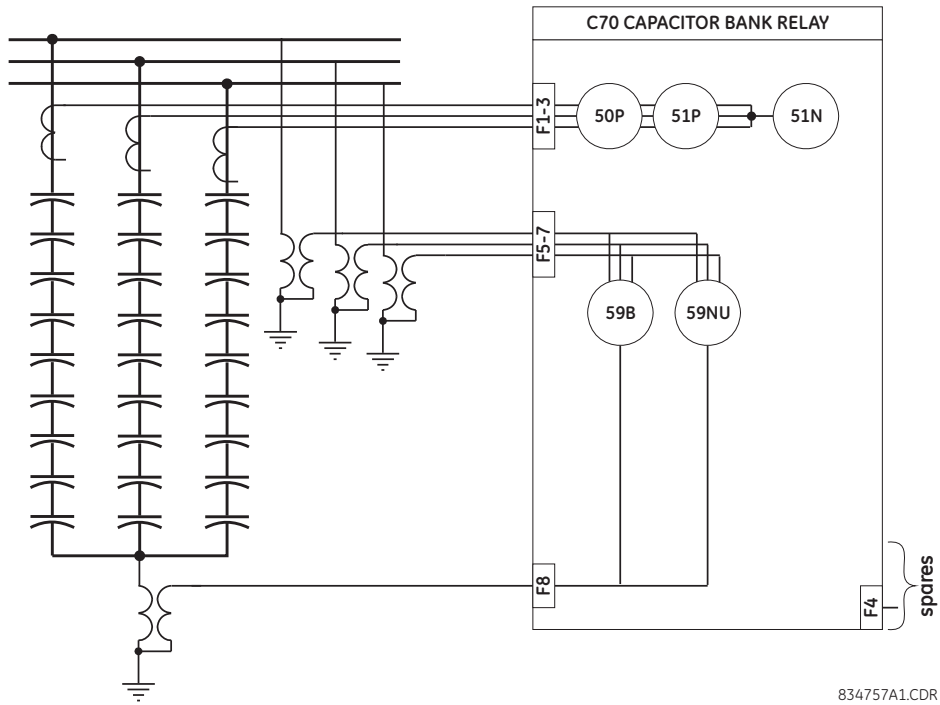 C70 CAPACITOR BANK RELAY
F1-3
50P
51P
51N
F5-7
59B
59NU
F8
F4
spares
834757A1.CDR